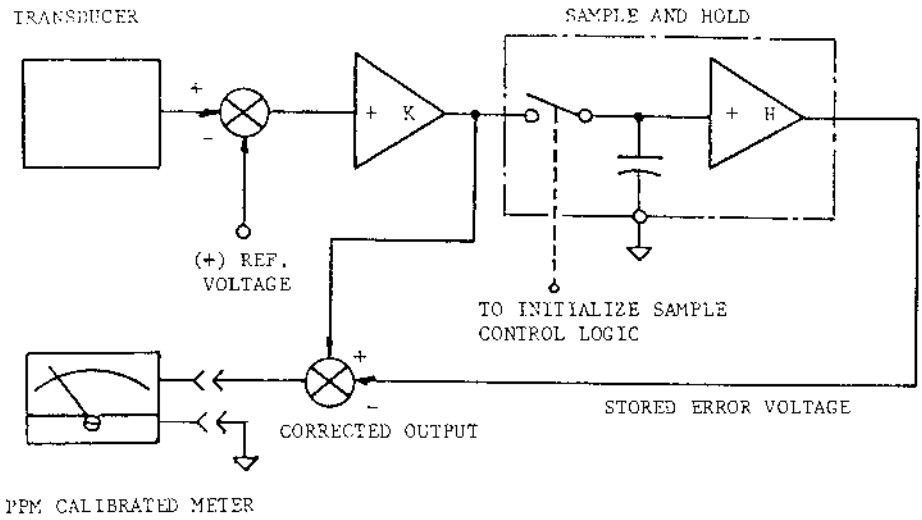 TRANSDUCER
SAMPLE AND HOLD
+
-
+ K
+ H
(+) REF.
VOLTAGE
TO INITIALIZE SAMPLE
CONTROL LOGIC
+
-
STORED ERROR VOLTAGE
CORRECTED OUTPUT
PPM CALIBRATED METER